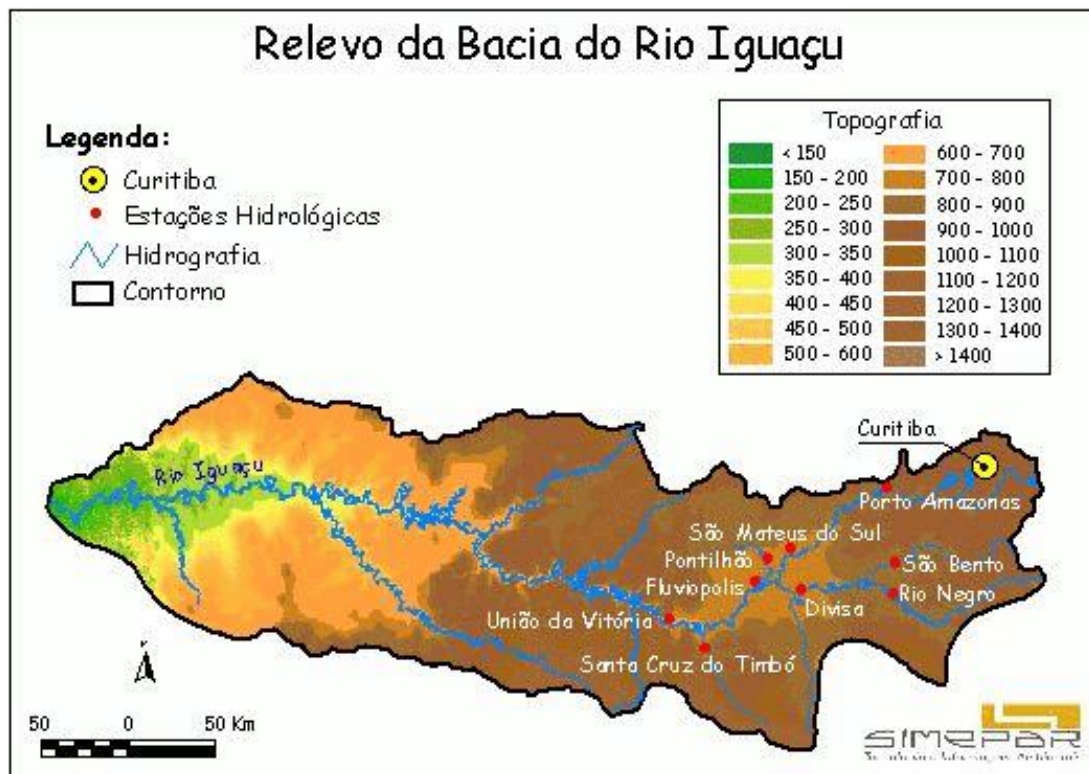 Relevo da Bacia do Rio Iguaçu
Legenda:
Curitiba
Estações Hidrológicas
Hidrografia
Contorno
Topografia
< 150
150 - 200
200 - 250
250 - 300
300 - 350
350 - 400
400 - 450
450 - 500
500 - 600
600 - 700
700 - 800
800 - 900
900 - 1000
1000 - 1100
1100 - 1200
1200 - 1300
1300 - 1400
> 1400
Curitiba
Rio Iguaçu
Porto Amazonas
São Mateus do Sul
Pontilhão
São Bento
Fluviopolis
Rio Negro
Divisa
União da Vitória
Santa Cruz do Timbó
50 0 50 Km
SIMEPAR